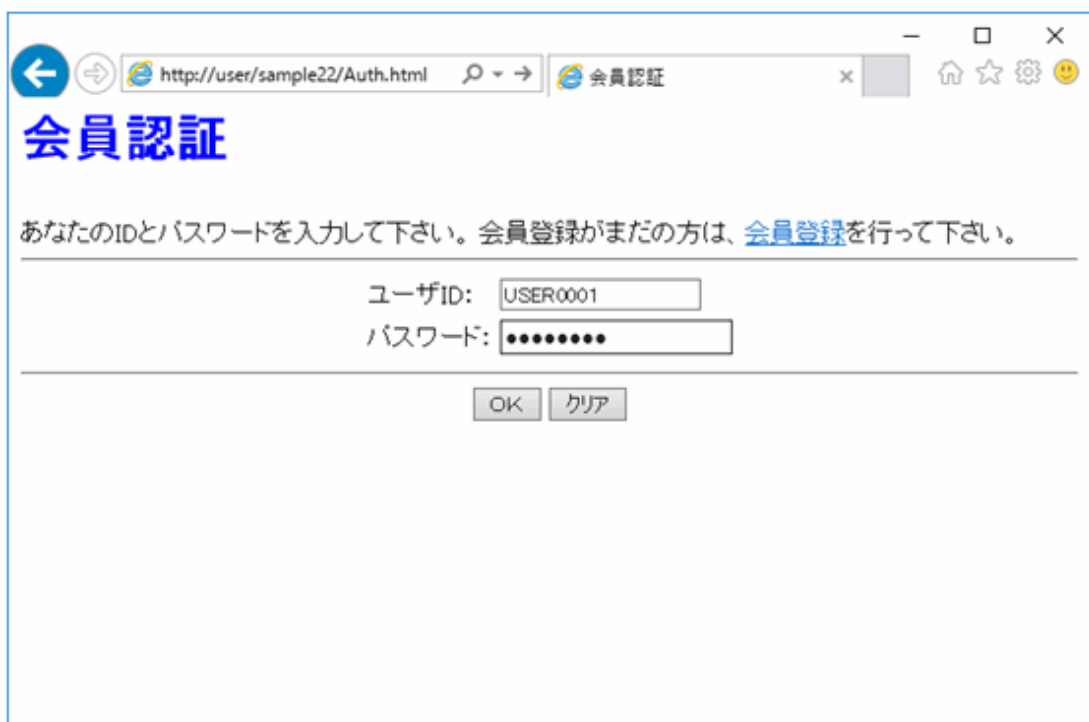 http://user/sample22/Auth.html
会員認証
会員認証
あなたのIDとパスワードを入力して下さい。会員登録がまだの方は、会員登録を行って下さい。
ユーザID: USER0001
パスワード: ●●●●●●●●
OK クリア